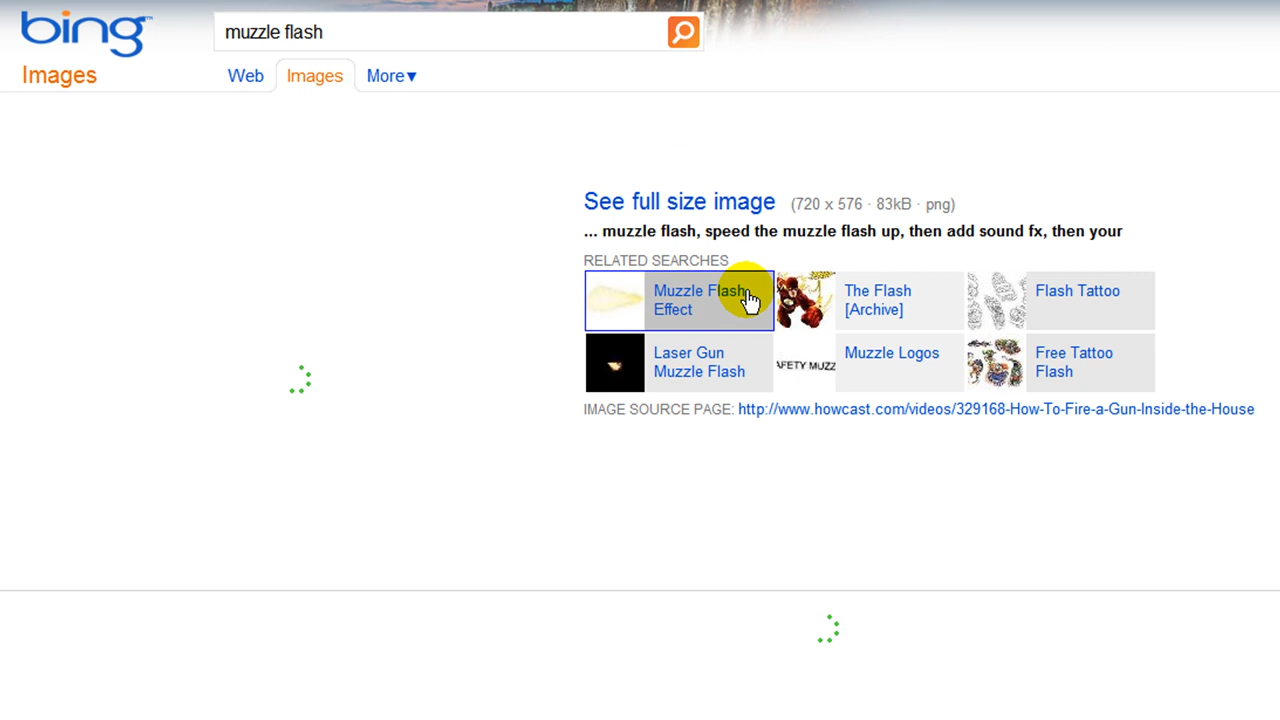 bing™
muzzle flash
Images
Web
Images
More▼
See full size image (720 x 576 · 83kB · png)
... muzzle flash, speed the muzzle flash up, then add sound fx, then your
RELATED SEARCHES
Muzzle Flash
Effect
The Flash
[Archive]
Flash Tattoo
Laser Gun
Muzzle Flash
AFETY MUZZ
Muzzle Logos
Free Tattoo
Flash
IMAGE SOURCE PAGE: http://www.howcast.com/videos/329168-How-To-Fire-a-Gun-Inside-the-House